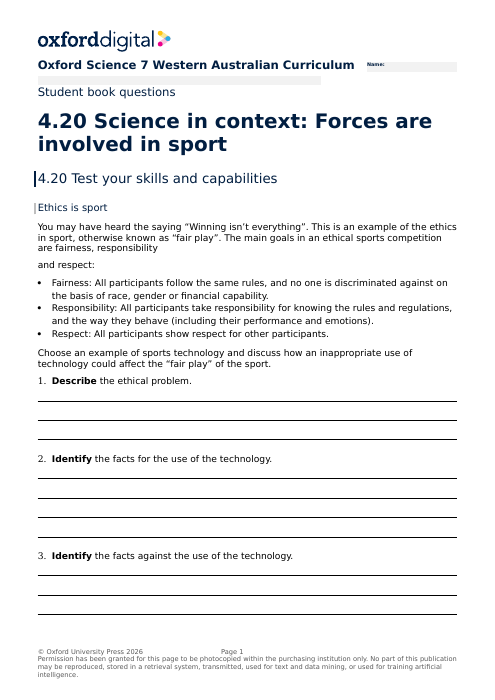 oxforddigital
Oxford Science 7 Western Australian Curriculum
Name:
Student book questions
4.20 Science in context: Forces are
involved in sport
4.20 Test your skills and capabilities
Ethics is sport
You may have heard the saying “Winning isn’t everything”. This is an example of the ethics
in sport, otherwise known as “fair play”. The main goals in an ethical sports competition
are fairness, responsibility
and respect:
• Fairness: All participants follow the same rules, and no one is discriminated against on
the basis of race, gender or financial capability.
• Responsibility: All participants take responsibility for knowing the rules and regulations,
and the way they behave (including their performance and emotions).
• Respect: All participants show respect for other participants.
Choose an example of sports technology and discuss how an inappropriate use of
technology could affect the “fair play” of the sport.
1. Describe the ethical problem.
2. Identify the facts for the use of the technology.
3. Identify the facts against the use of the technology.
© Oxford University Press 2026 Page 1
Permission has been granted for this page to be photocopied within the purchasing institution only. No part of this publication
may be reproduced, stored in a retrieval system, transmitted, used for text and data mining, or used for training artificial
intelligence.